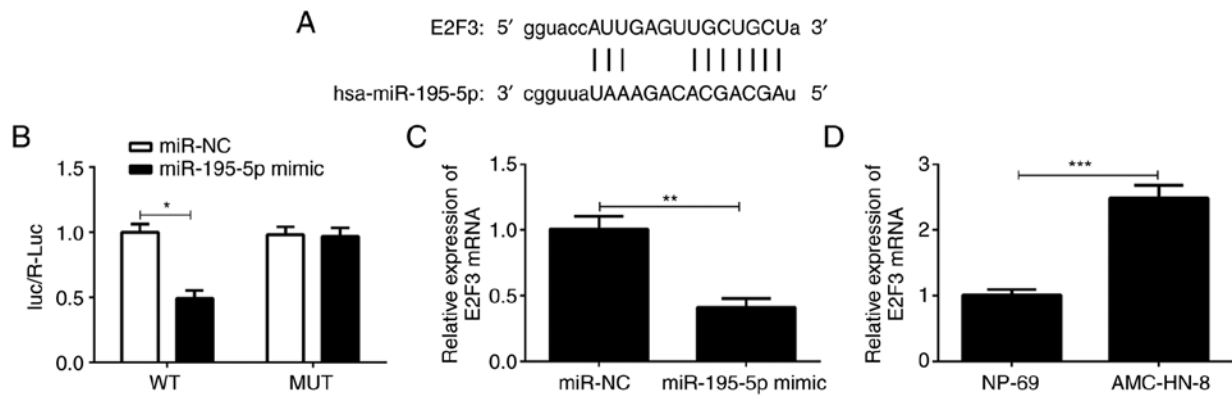 A
E2F3: 5′ gguaccAUUGAGUUGCUGCUa 3′
hsa-miR-195-5p: 3′ cgguuaUAAAGACACGACGAu 5′
B
miR-NC
miR-195-5p mimic
luc/R-Luc
1.5
1.0
0.5
0.0
*
WT
MUT
C
Relative expression of
E2F3 mRNA
1.5
1.0
0.5
0.0
**
miR-NC
miR-195-5p mimic
D
Relative expression of
E2F3 mRNA
3
2
1
0
***
NP-69
AMC-HN-8